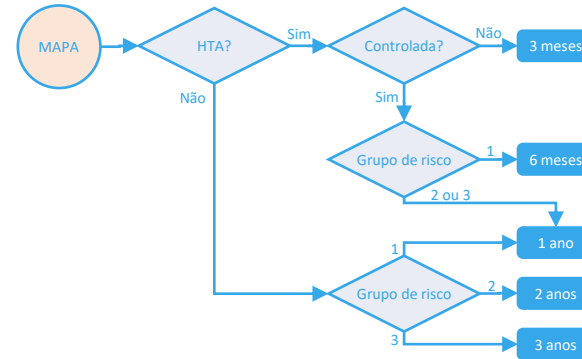 MAPA
HTA?
Sim
Controlada?
Não
3 meses
Não
Sim
Grupo de risco
1
6 meses
2 ou 3
1
1 ano
Grupo de risco
2
2 anos
3
3 anos